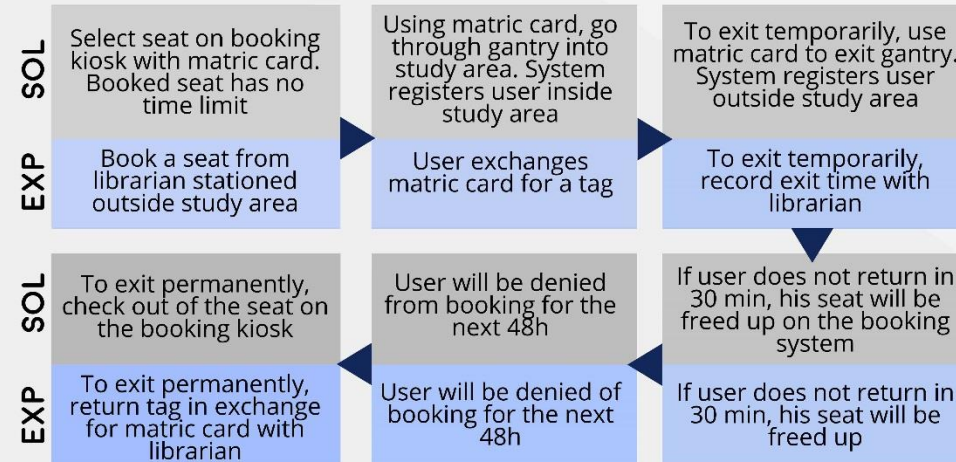 SOL
Select seat on booking
kiosk with matric card.
Booked seat has no
time limit
Using matric card, go
through gantry into
study area. System
registers user inside
study area
To exit temporarily, use
matric card to exit gantry.
System registers user
outside study area
EXP
Book a seat from
librarian stationed
outside study area
User exchanges
matric card for a tag
To exit temporarily,
record exit time with
librarian
SOL
To exit permanently,
check out of the seat on
the booking kiosk
User will be denied
from booking for the
next 48h
If user does not return in
30 min, his seat will be
freed up on the booking
system
EXP
To exit permanently,
return tag in exchange
for matric card with
librarian
User will be denied of
booking for the next
48h
If user does not return in
30 min, his seat will be
freed up